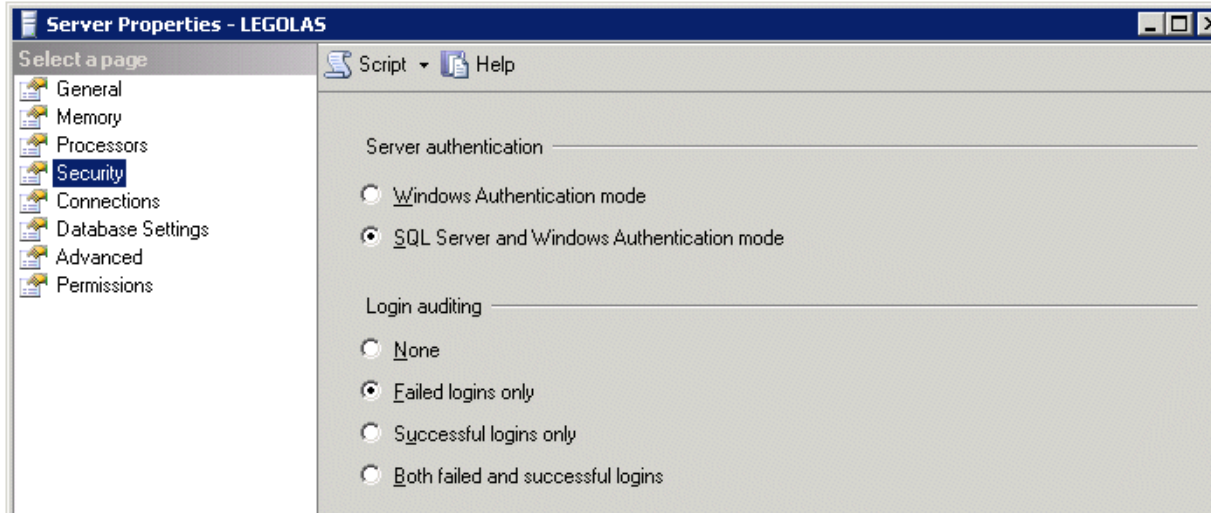 Server Properties - LEGOLAS
Select a page
General
Memory
Processors
Security
Connections
Database Settings
Advanced
Permissions
Script Help
Server authentication
Windows Authentication mode
SQL Server and Windows Authentication mode
Login auditing
None
Failed logins only
Successful logins only
Both failed and successful logins